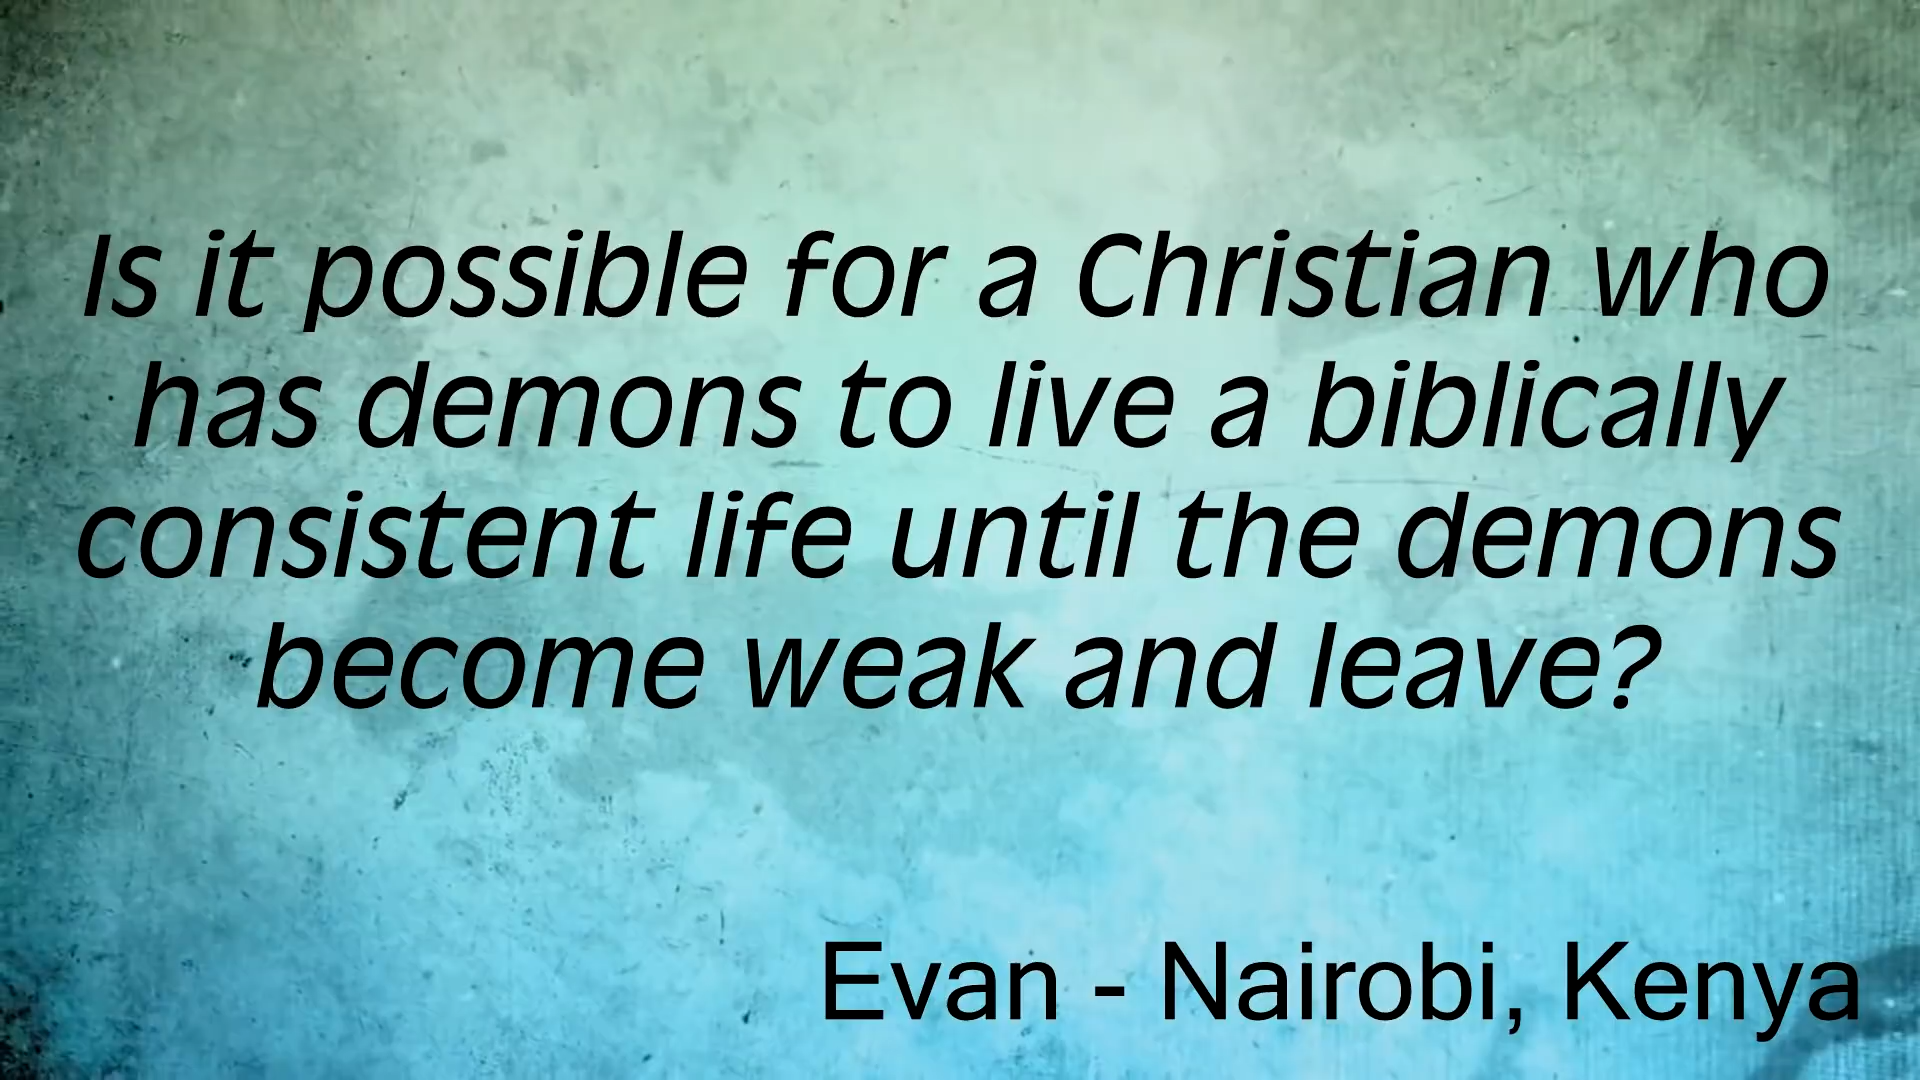 Is it possible for a Christian who
has demons to live a biblically
consistent life until the demons
become weak and leave?
Evan - Nairobi, Kenya